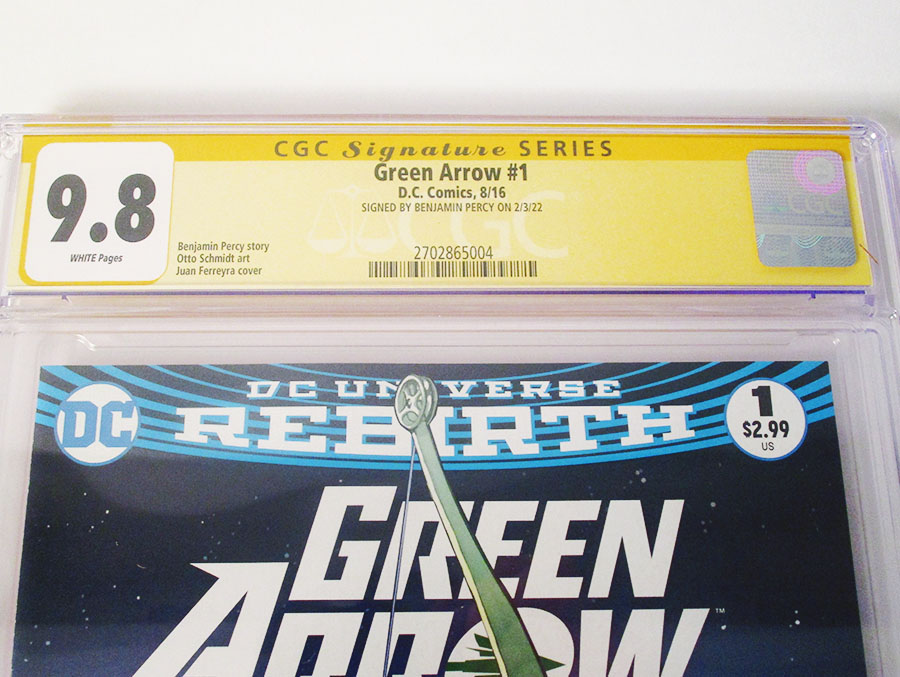 CGC Signature SERIES
Green Arrow #1
D.C. Comics, 8/16
SIGNED BY BENJAMIN PERCY ON 2/3/22
9.8
WHITE Pages
Benjamin Percy story
Otto Schmidt art
Juan Ferreyra cover
CGC
2702865004
CGC
DC UNIVERSE
REBIRTH
DC
1
$2.99
US
GREEN
ARROW™